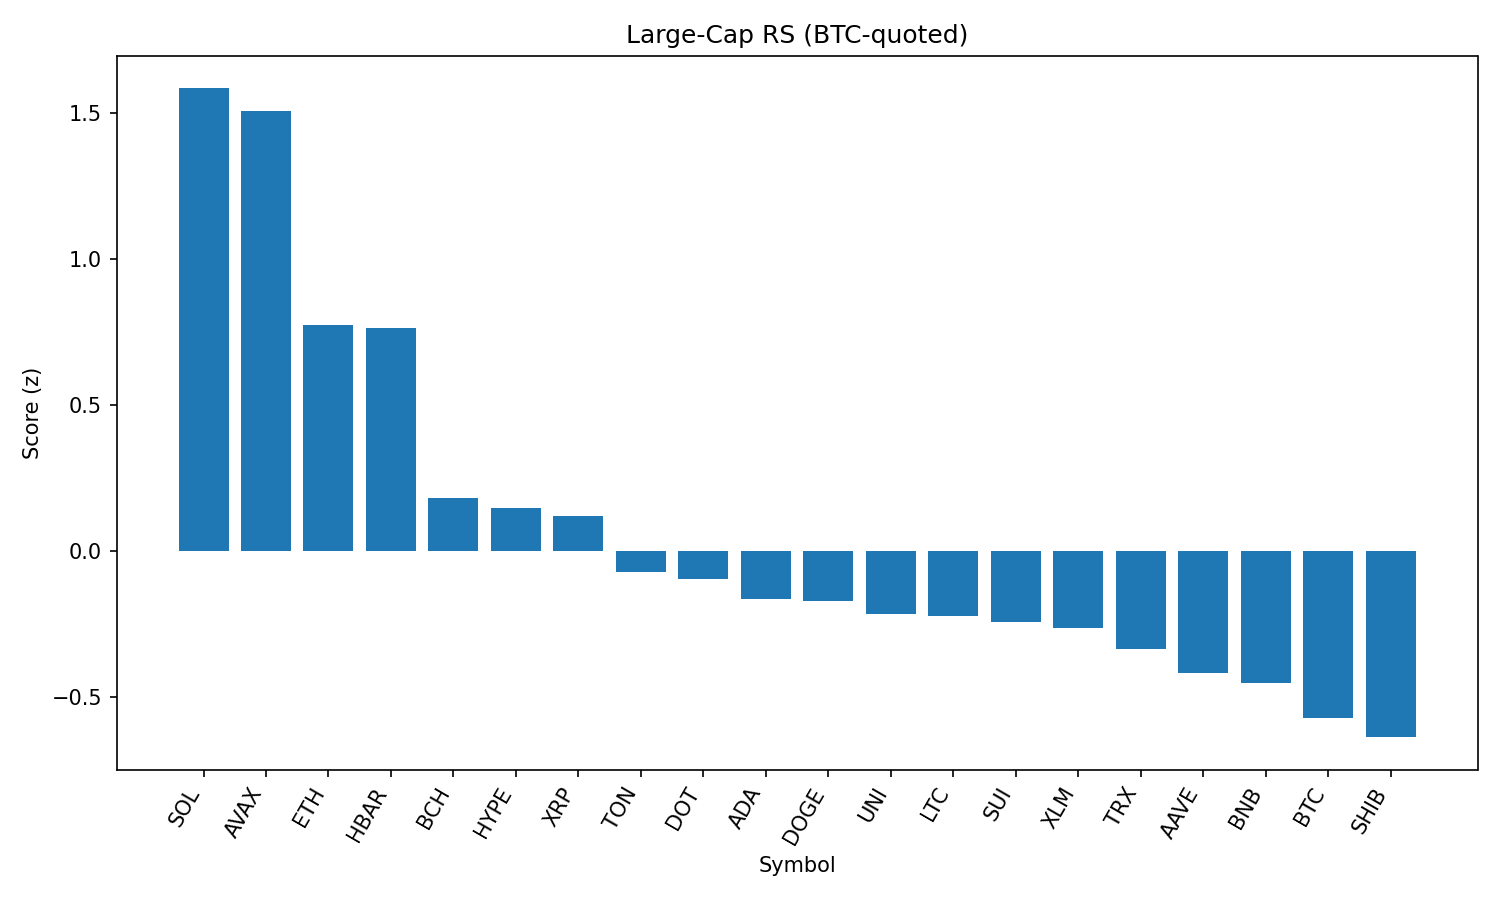 Large-Cap RS (BTC-quoted)
Score (z)
1.5
1.0
0.5
0.0
−0.5
SOL
AVAX
ETH
HBAR
BCH
HYPE
XRP
TON
DOT
ADA
DOGE
UNI
LTC
SUI
XLM
TRX
AAVE
BNB
BTC
SHIB
Symbol